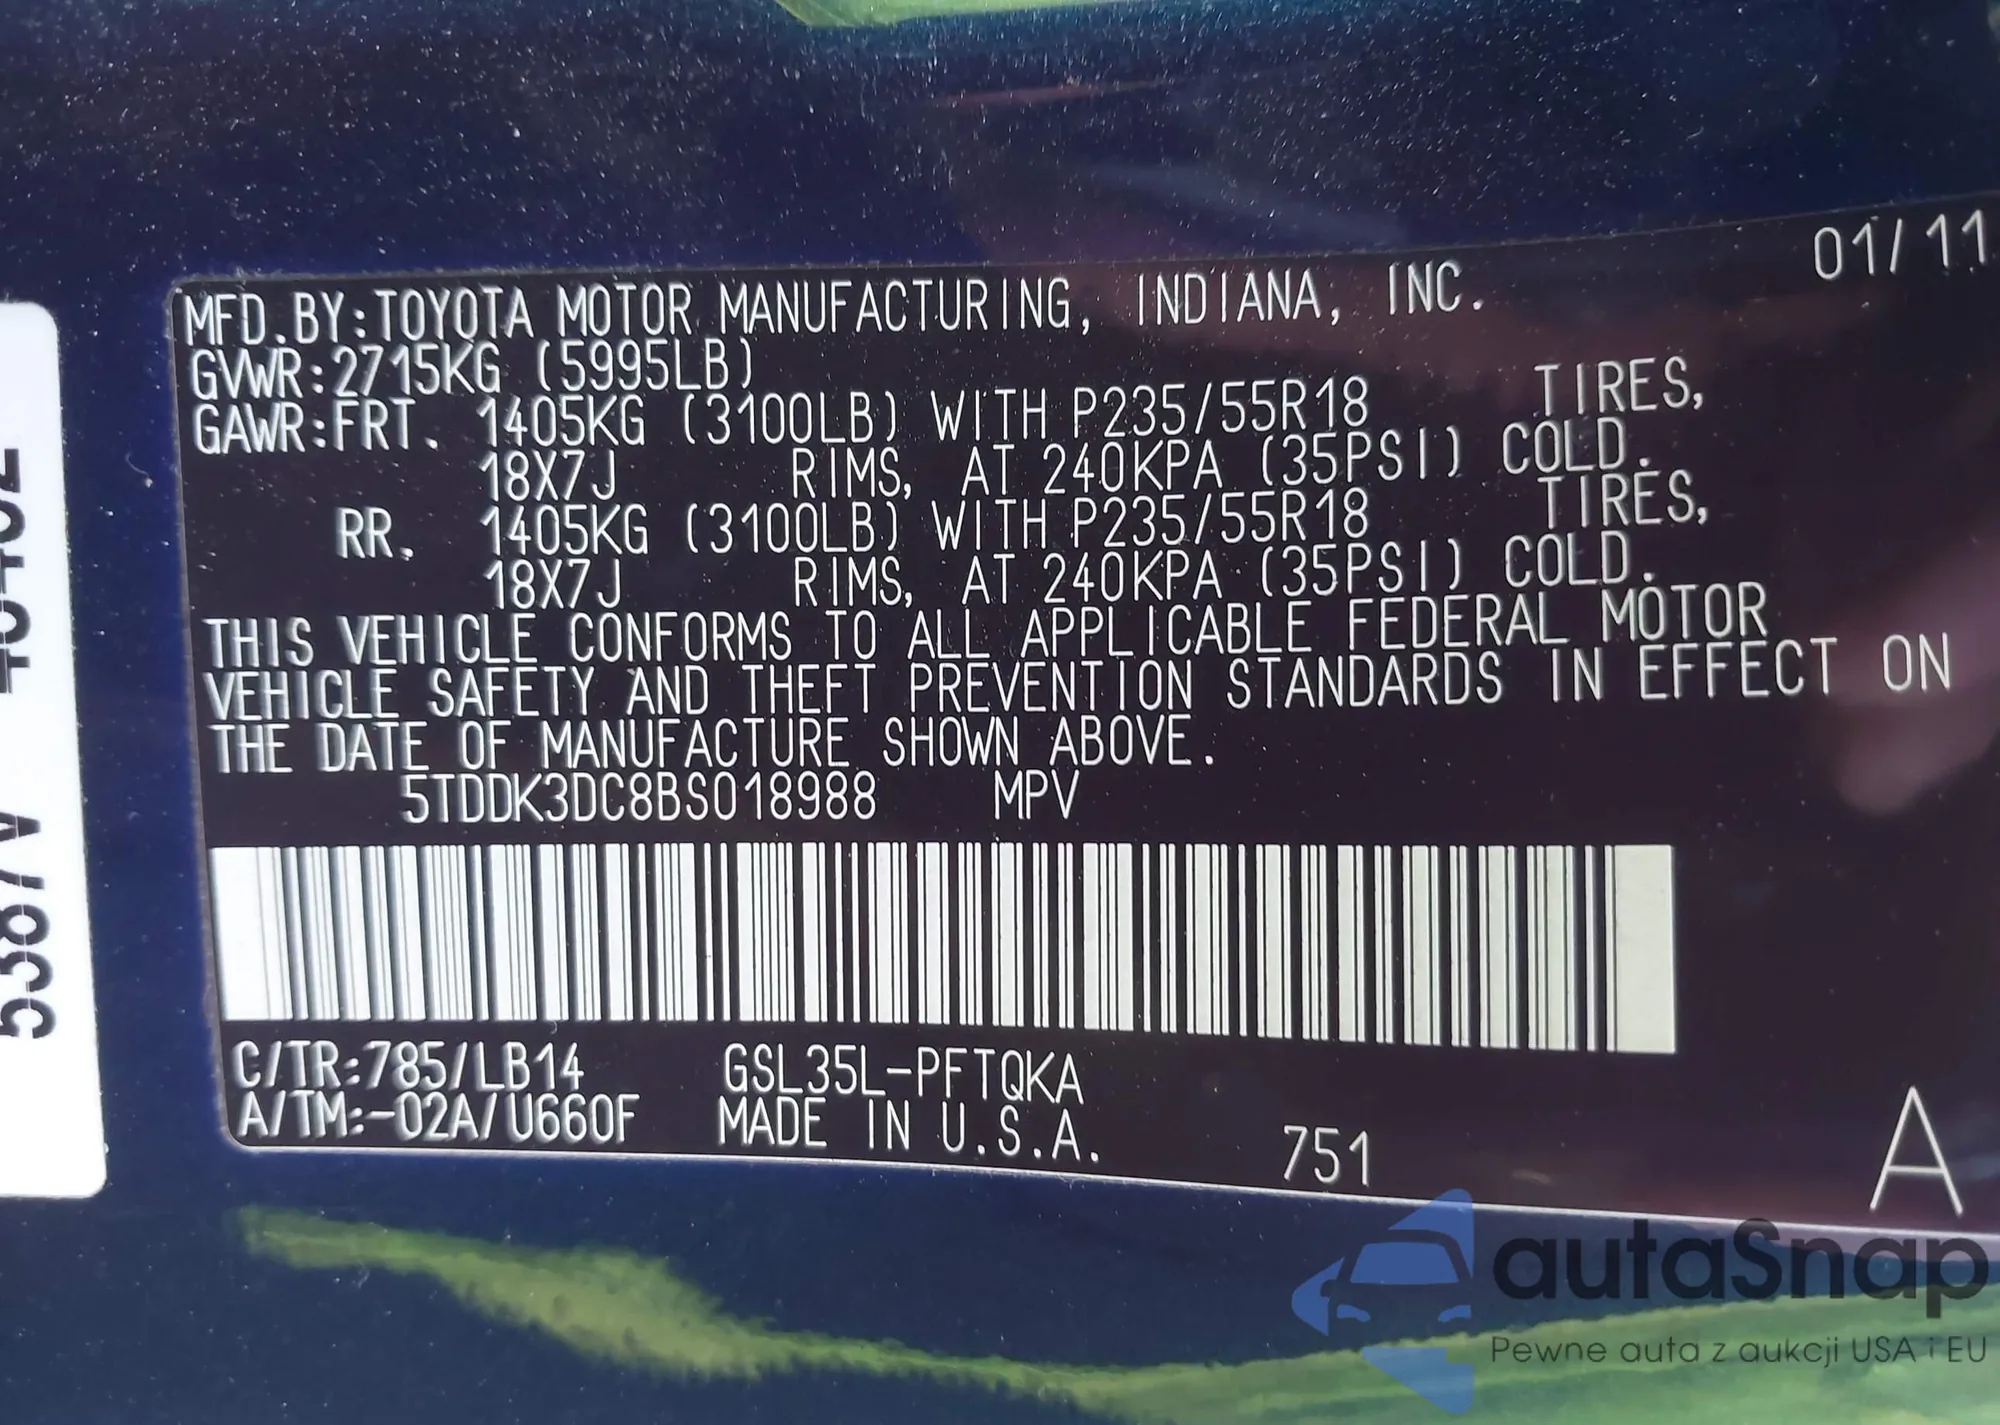 01/11
MFD.BY:TOYOTA MOTOR MANUFACTURING, INDIANA, INC.
GVWR:2715KG (5995LB)
GAWR:FRT. 1405KG (3100LB) WITH P235/55R18 TIRES,
18X7J RIMS, AT 240KPA (35PSI) COLD.
RR. 1405KG (3100LB) WITH P235/55R18 TIRES,
18X7J RIMS, AT 240KPA (35PSI) COLD.
THIS VEHICLE CONFORMS TO ALL APPLICABLE FEDERAL MOTOR
VEHICLE SAFETY AND THEFT PREVENTION STANDARDS IN EFFECT ON
THE DATE OF MANUFACTURE SHOWN ABOVE.
5TDDK3DC8BS018988 MPV
C/TR:785/LB14 GSL35L-PFTQKA
A/TM:-02A/U660F MADE IN U.S.A.
751
A
autaSnap
Pewne auta z aukcji USA i EU